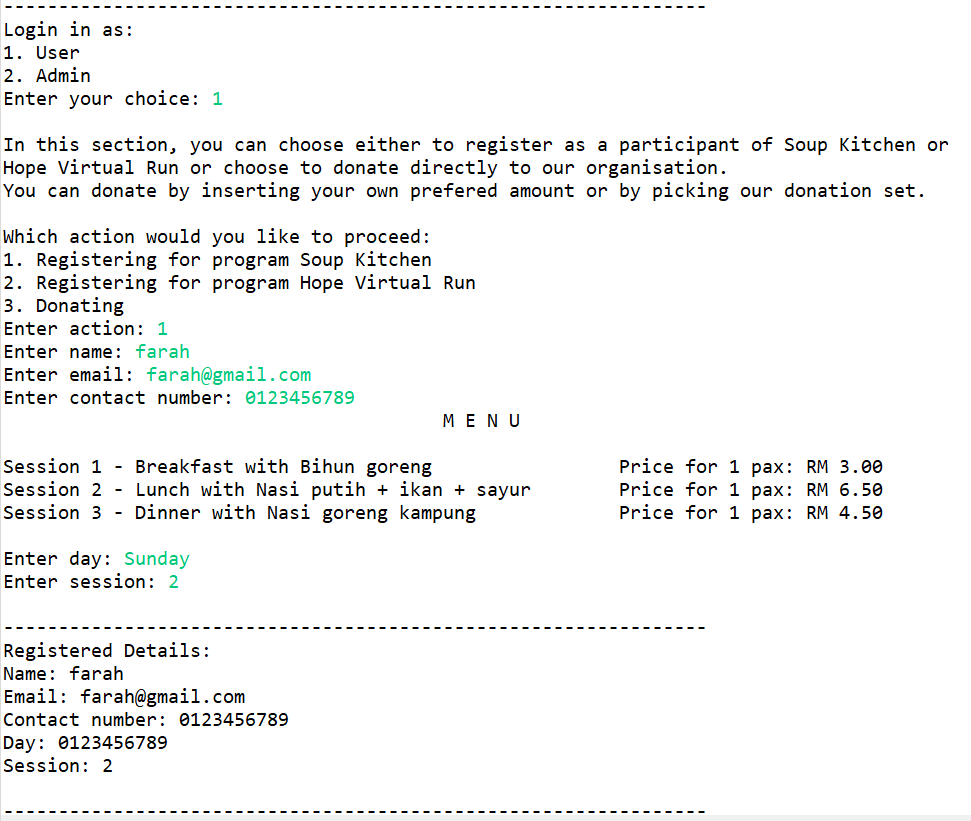 ----------------------------------------------------------------
Login in as:
1. User
2. Admin
Enter your choice: 1
In this section, you can choose either to register as a participant of Soup Kitchen or
Hope Virtual Run or choose to donate directly to our organisation.
You can donate by inserting your own prefered amount or by picking our donation set.
Which action would you like to proceed:
1. Registering for program Soup Kitchen
2. Registering for program Hope Virtual Run
3. Donating
Enter action: 1
Enter name: farah
Enter email: farah@gmail.com
Enter contact number: 0123456789
M E N U
Session 1 - Breakfast with Bihun goreng                 Price for 1 pax: RM 3.00
Session 2 - Lunch with Nasi putih + ikan + sayur        Price for 1 pax: RM 6.50
Session 3 - Dinner with Nasi goreng kampung             Price for 1 pax: RM 4.50
Enter day: Sunday
Enter session: 2
----------------------------------------------------------------
Registered Details:
Name: farah
Email: farah@gmail.com
Contact number: 0123456789
Day: 0123456789
Session: 2
----------------------------------------------------------------